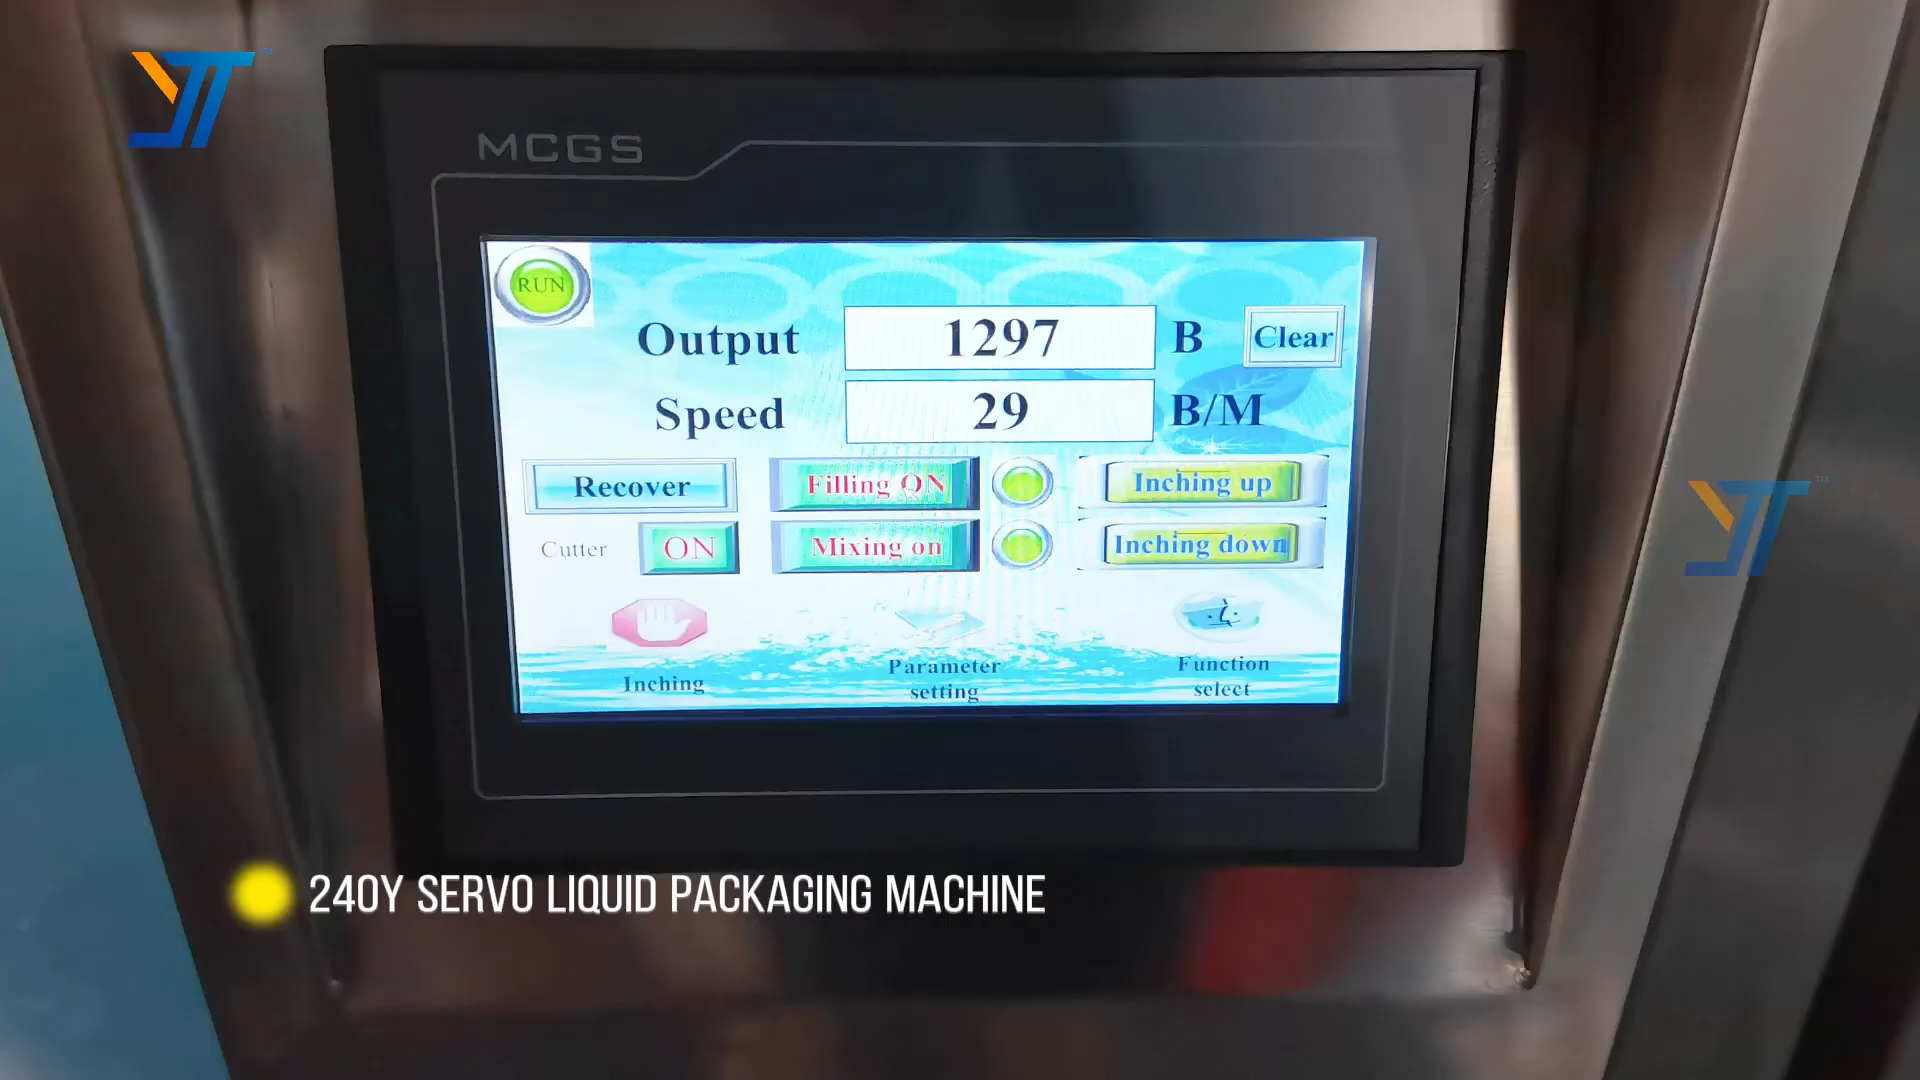 MCGS
RUN
Output 1297 B Clear
Speed 29 B/M
Recover Filling ON Inching up
Cutter ON Mixing on Inching down
Inching
Parameter
setting
Function
select
240Y SERVO LIQUID PACKAGING MACHINE